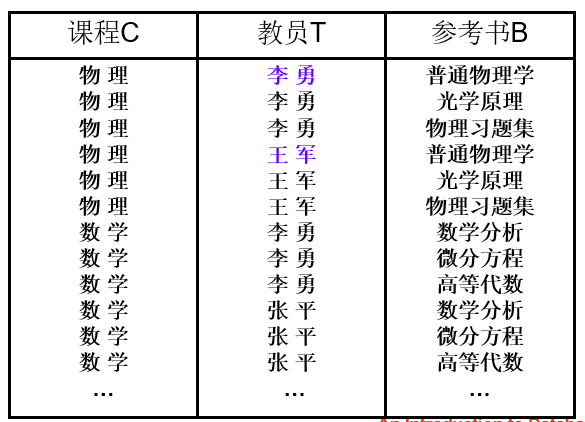 课程C 教员T 参考书B
物 理 李 勇 普通物理学
物 理 李 勇 光学原理
物 理 李 勇 物理习题集
物 理 王 军 普通物理学
物 理 王 军 光学原理
物 理 王 军 物理习题集
数 学 李 勇 数学分析
数 学 李 勇 微分方程
数 学 李 勇 高等代数
数 学 张 平 数学分析
数 学 张 平 微分方程
数 学 张 平 高等代数
... ... ...
An Introduction to